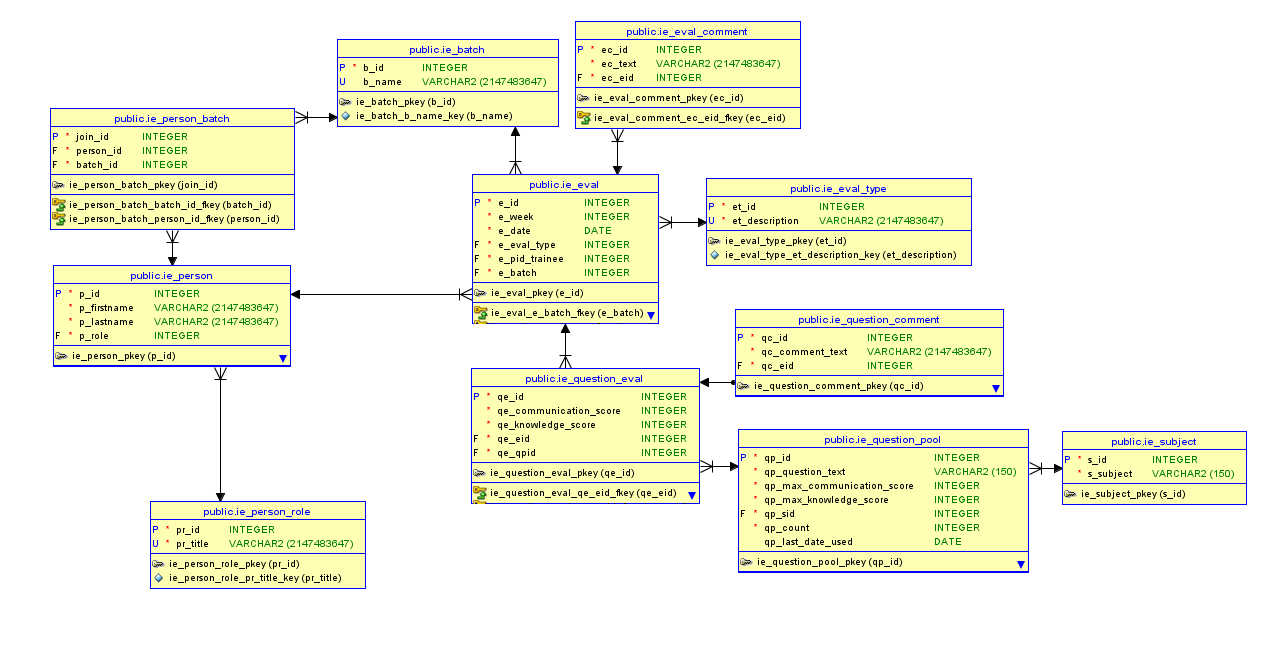 public.ie_eval_comment
P * ec_id INTEGER
* ec_text VARCHAR2 (2147483647)
F * ec_eid INTEGER
ie_eval_comment_pkey (ec_id)
ie_eval_comment_ec_eid_fkey (ec_eid)
public.ie_batch
P * b_id INTEGER
U b_name VARCHAR2 (2147483647)
ie_batch_pkey (b_id)
ie_batch_b_name_key (b_name)
public.ie_person_batch
P * join_id INTEGER
F * person_id INTEGER
F * batch_id INTEGER
ie_person_batch_pkey (join_id)
ie_person_batch_batch_id_fkey (batch_id)
ie_person_batch_person_id_fkey (person_id)
public.ie_eval
P * e_id INTEGER
* e_week INTEGER
* e_date DATE
F * e_eval_type INTEGER
F * e_pid_trainee INTEGER
F * e_batch INTEGER
ie_eval_pkey (e_id)
ie_eval_e_batch_fkey (e_batch)
public.ie_eval_type
P * et_id INTEGER
U * et_description VARCHAR2 (2147483647)
ie_eval_type_pkey (et_id)
ie_eval_type_et_description_key (et_description)
public.ie_person
P * p_id INTEGER
* p_firstname VARCHAR2 (2147483647)
* p_lastname VARCHAR2 (2147483647)
F * p_role INTEGER
ie_person_pkey (p_id)
public.ie_question_comment
P * qc_id INTEGER
* qc_comment_text VARCHAR2 (2147483647)
F * qc_eid INTEGER
ie_question_comment_pkey (qc_id)
public.ie_question_eval
P * qe_id INTEGER
* qe_communication_score INTEGER
* qe_knowledge_score INTEGER
F * qe_eid INTEGER
F * qe_qpid INTEGER
ie_question_eval_pkey (qe_id)
ie_question_eval_qe_eid_fkey (qe_eid)
public.ie_question_pool
P * qp_id INTEGER
* qp_question_text VARCHAR2 (150)
* qp_max_communication_score INTEGER
* qp_max_knowledge_score INTEGER
F * qp_sid INTEGER
* qp_count INTEGER
qp_last_date_used DATE
ie_question_pool_pkey (qp_id)
public.ie_subject
P * s_id INTEGER
* s_subject VARCHAR2 (150)
ie_subject_pkey (s_id)
public.ie_person_role
P * pr_id INTEGER
U * pr_title VARCHAR2 (2147483647)
ie_person_role_pkey (pr_id)
ie_person_role_pr_title_key (pr_title)